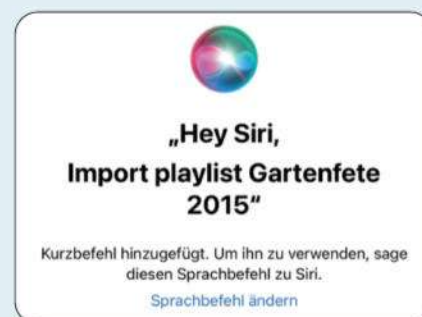 „Hey Siri,
Import playlist Gartenfete
2015“
Kurzbefehl hinzugefügt. Um ihn zu verwenden, sage
diesen Sprachbefehl zu Siri.
Sprachbefehl ändern